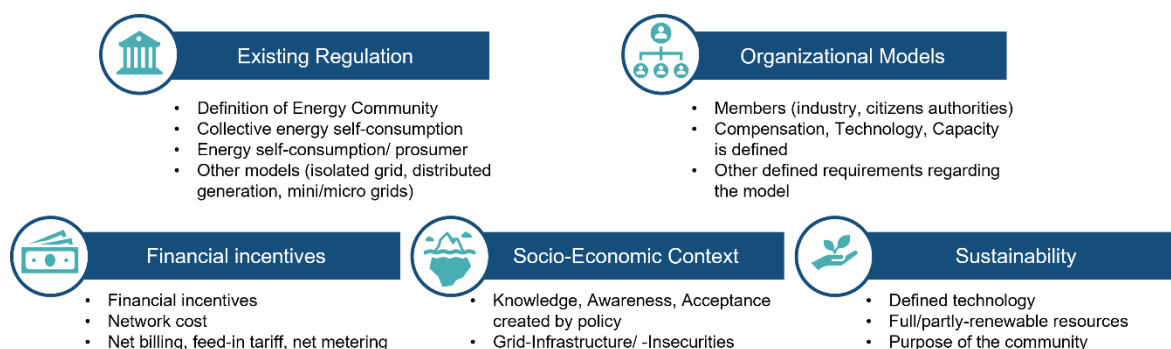 Existing Regulation
• Definition of Energy Community
• Collective energy self-consumption
• Energy self-consumption/ prosumer
• Other models (isolated grid, distributed
generation, mini/micro grids)
Organizational Models
• Members (industry, citizens authorities)
• Compensation, Technology, Capacity
is defined
• Other defined requirements regarding
the model
Financial incentives
• Financial incentives
• Network cost
• Net billing, feed-in tariff, net metering
Socio-Economic Context
• Knowledge, Awareness, Acceptance
created by policy
• Grid-Infrastructure/ -Insecurities
Sustainability
• Defined technology
• Full/partly-renewable resources
• Purpose of the community